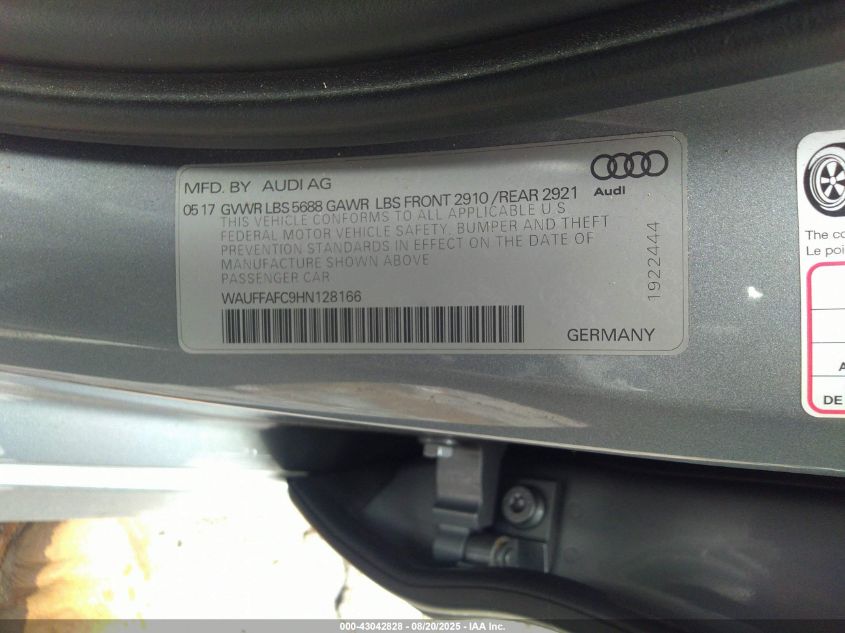 MFD. BY AUDI AG
Audi
05 17 GVWR LBS 5688 GAWR LBS FRONT 2910 /REAR 2921
THIS VEHICLE CONFORMS TO ALL APPLICABLE U.S
FEDERAL MOTOR VEHICLE SAFETY, BUMPER AND THEFT
PREVENTION STANDARDS IN EFFECT ON THE DATE OF
MANUFACTURE SHOWN ABOVE
PASSENGER CAR
WAUFFAFC9HN128166
GERMANY
1922444
The
Le
DE
000-43042828 - 08/20/2025 - IAA Inc.